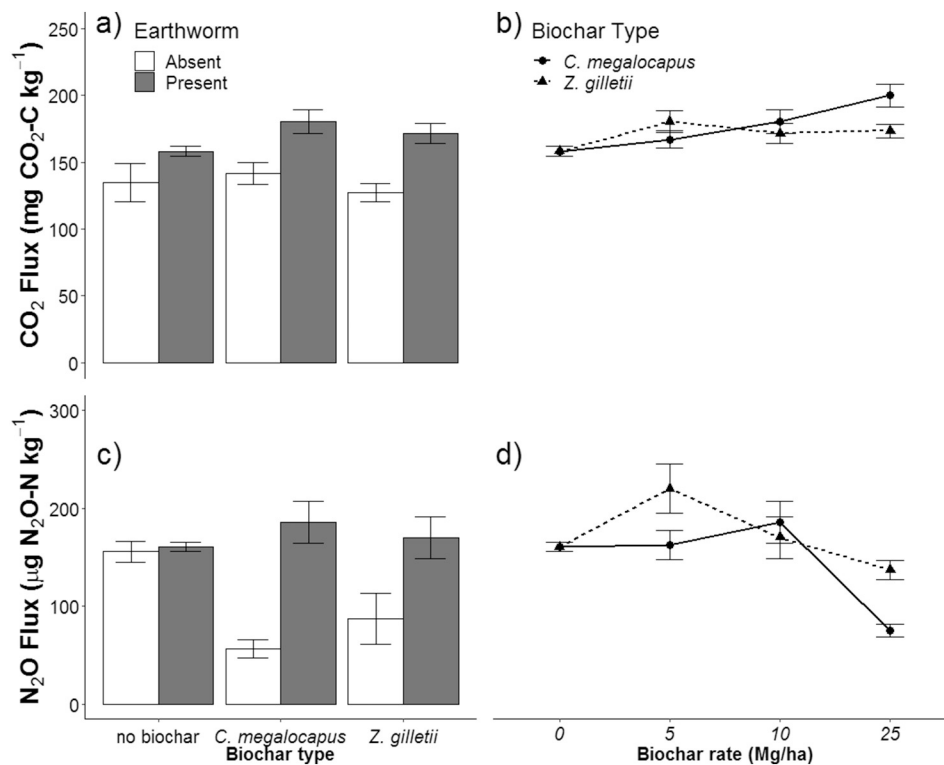 a)
Earthworm
Absent
Present
b)
Biochar Type
C. megalocapus
Z. gilletii
CO₂ Flux (mg CO₂-C kg⁻¹)
250
200
150
100
50
0
c)
d)
N₂O Flux (µg N₂O-N kg⁻¹)
300
200
100
0
no biochar C. megalocapus Z. gilletii
Biochar type
0 5 10 25
Biochar rate (Mg/ha)